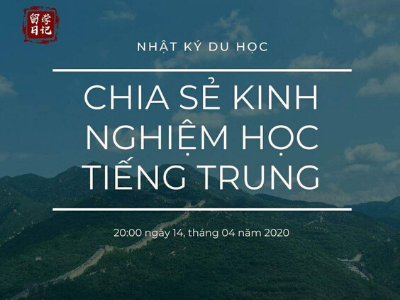 留学
日记
NHẬT KÝ DU HỌC
CHIA SẺ KINH
NGHIỆM HỌC
TIẾNG TRUNG
20:00 ngày 14, tháng 04 năm 2020